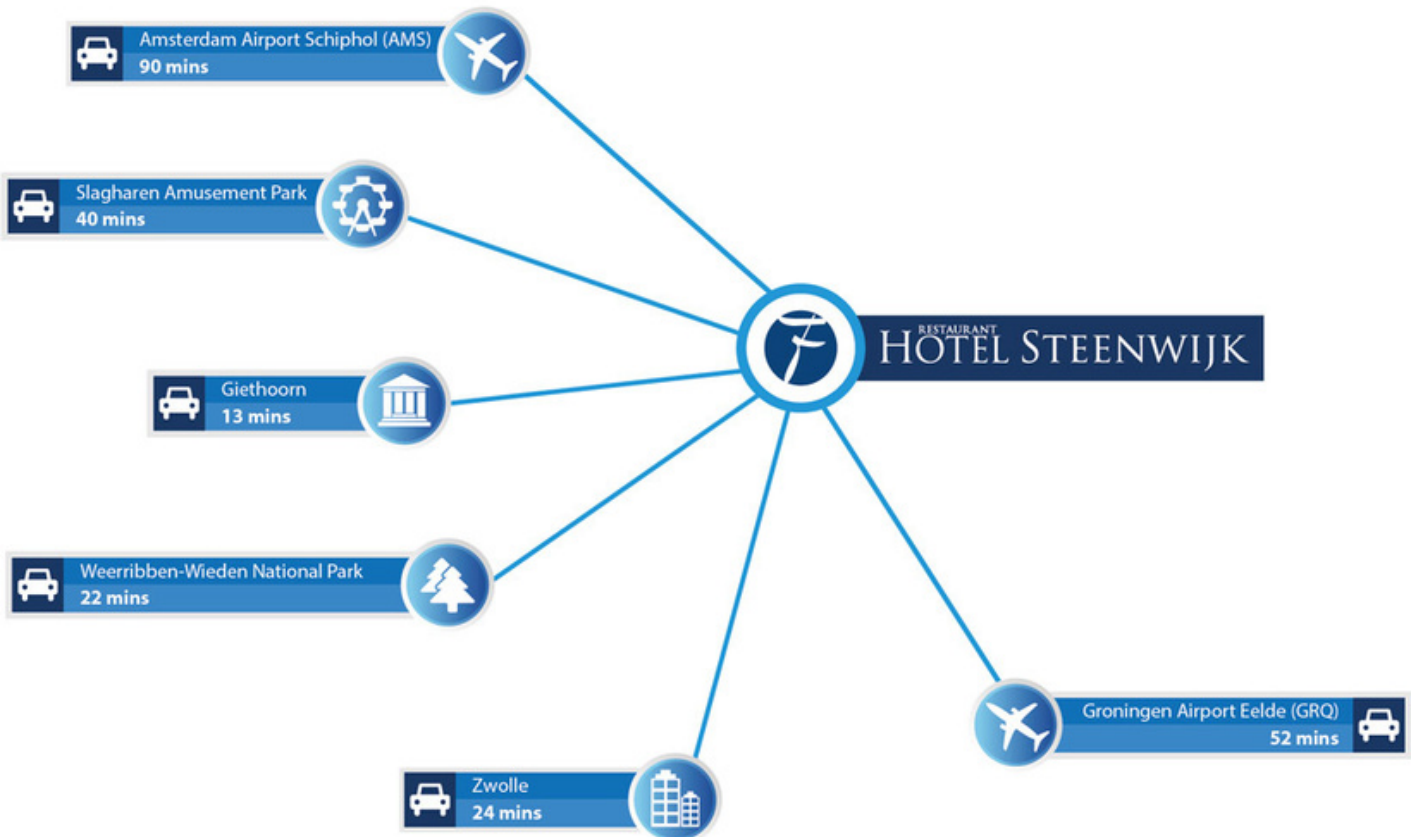 Amsterdam Airport Schiphol (AMS)
90 mins
Slagharen Amusement Park
40 mins
RESTAURANT
HOTEL STEENWIJK
Giethoorn
13 mins
Weerribben-Wieden National Park
22 mins
Groningen Airport Eelde (GRQ)
52 mins
Zwolle
24 mins